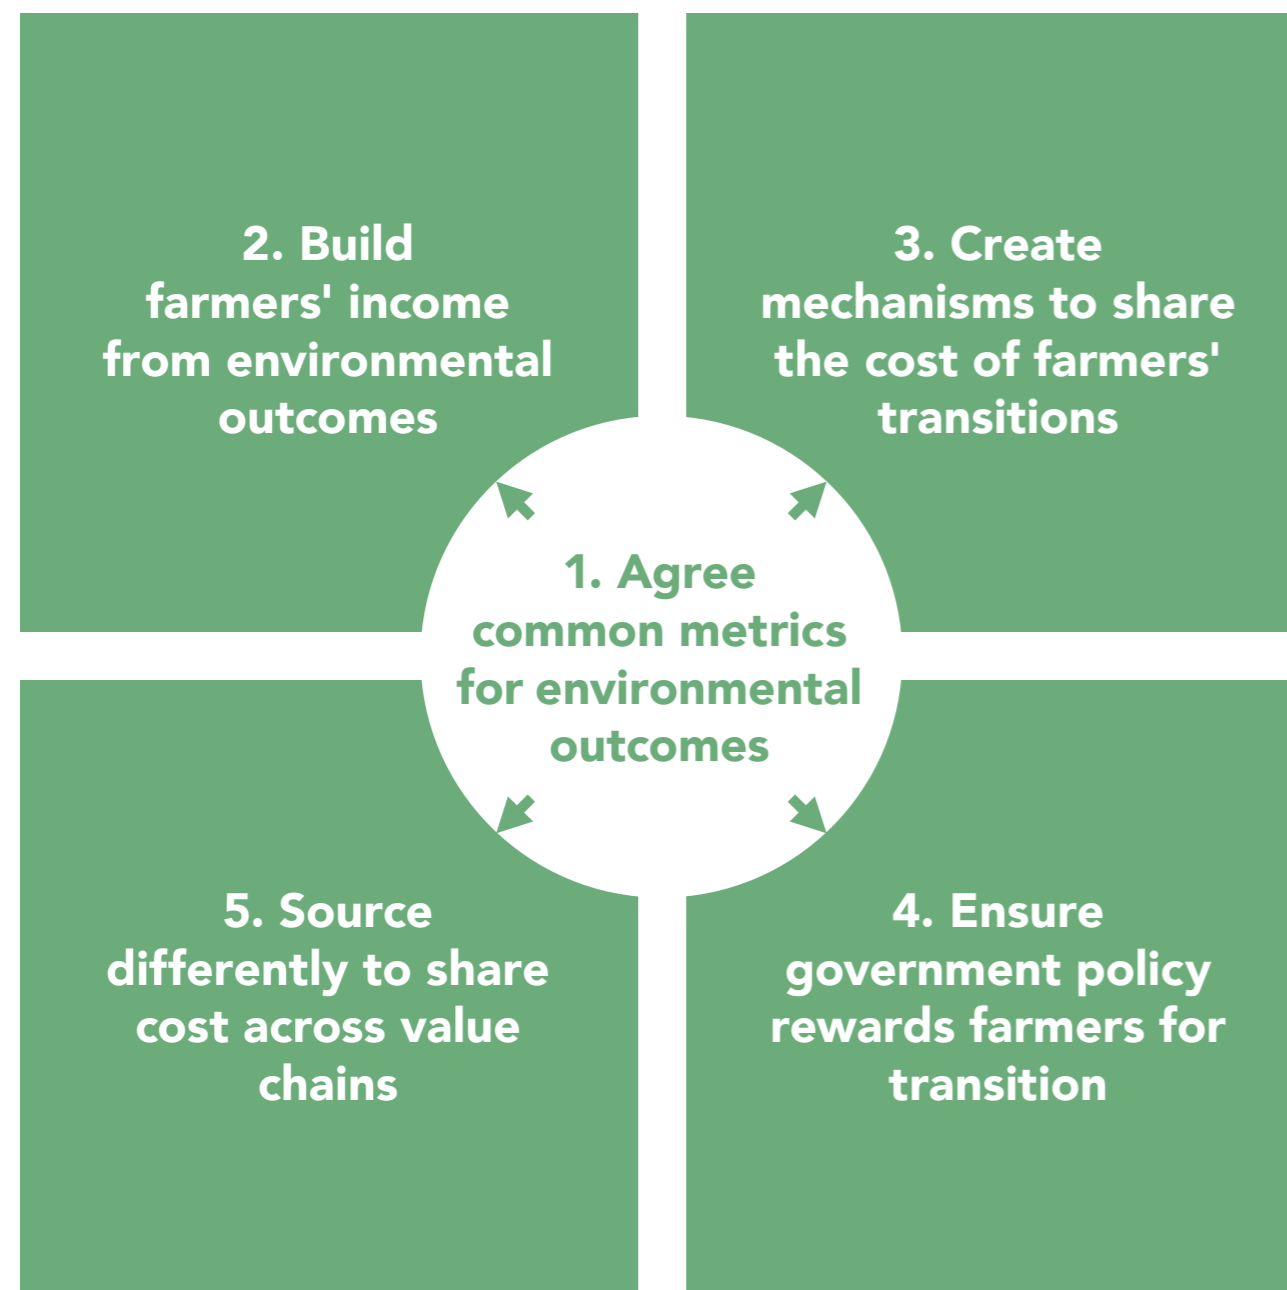 2. Build
farmers' income
from environmental
outcomes
3. Create
mechanisms to share
the cost of farmers'
transitions
1. Agree
common metrics
for environmental
outcomes
5. Source
differently to share
cost across value
chains
4. Ensure
government policy
rewards farmers for
transition